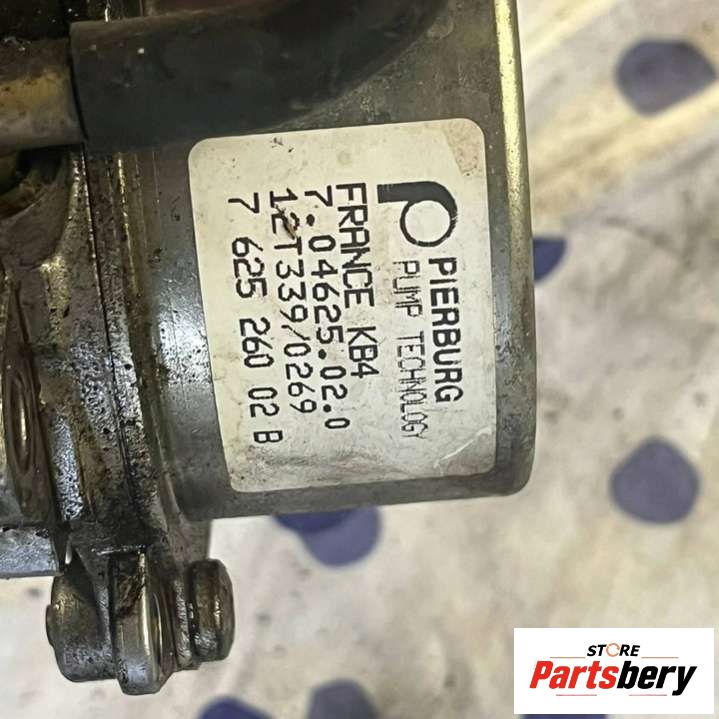 PIERBURG
PUMP TECHNOLOGY
FRANCE KB4
7.04625.02.0
12T339/0269
7 625 260 02 B
STORE
Partsbery